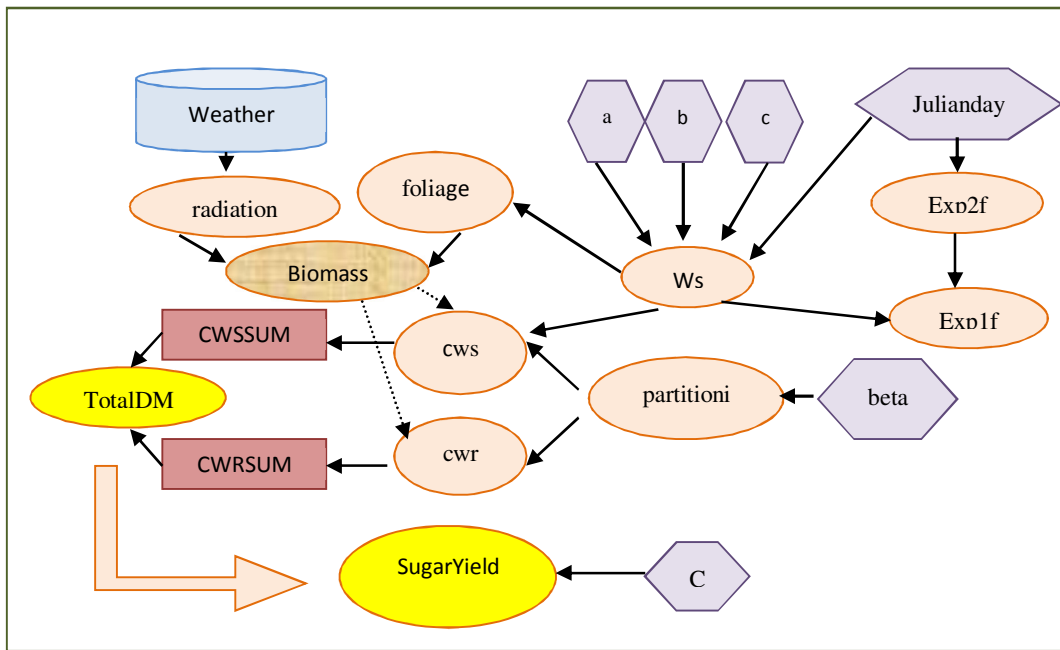 Weather
a
b
c
Julianday
radiation
foliage
Exp2f
Biomass
Ws
Exp1f
CWSSUM
cws
TotalDM
partitioni
beta
CWRSUM
cwr
SugarYield
C